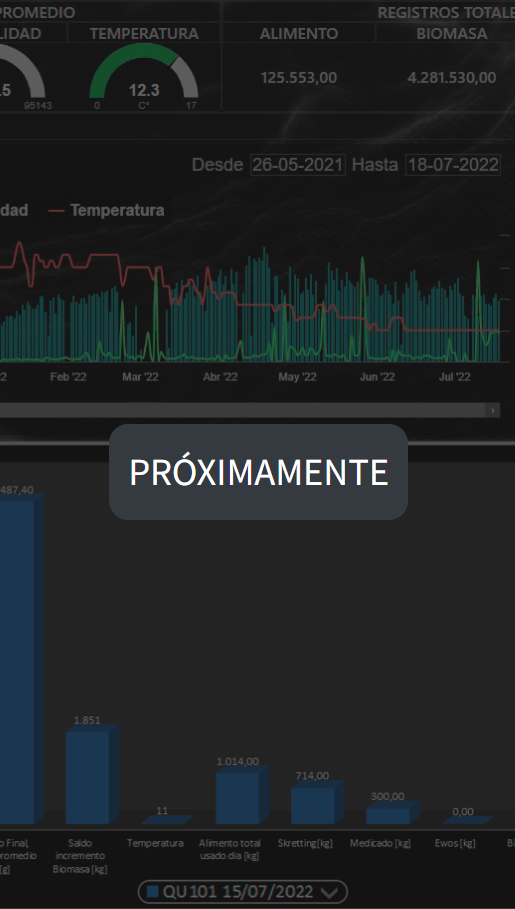 PROMEDIO
REGISTROS TOTALE
LIDAD TEMPERATURA ALIMENTO BIOMASA
.5 12.3 125.553,00 4.281.530,00
95143 0 C° 17
Desde 26-05-2021 Hasta 18-07-2022
dad Temperatura
22 Feb '22 Mar '22 Abr '22 May '22 Jun '22 Jul '22
PRÓXIMAMENTE
487,40
1.851
11
1.014,00
714,00
300,00
0,00
o Final,
romedio
[g]
Saldo
incremento
Biomasa [kg]
Temperatura
Alimento total
usado dia [kg]
Skretting[kg]
Medicado [kg]
Ewos [kg]
QU101 15/07/2022